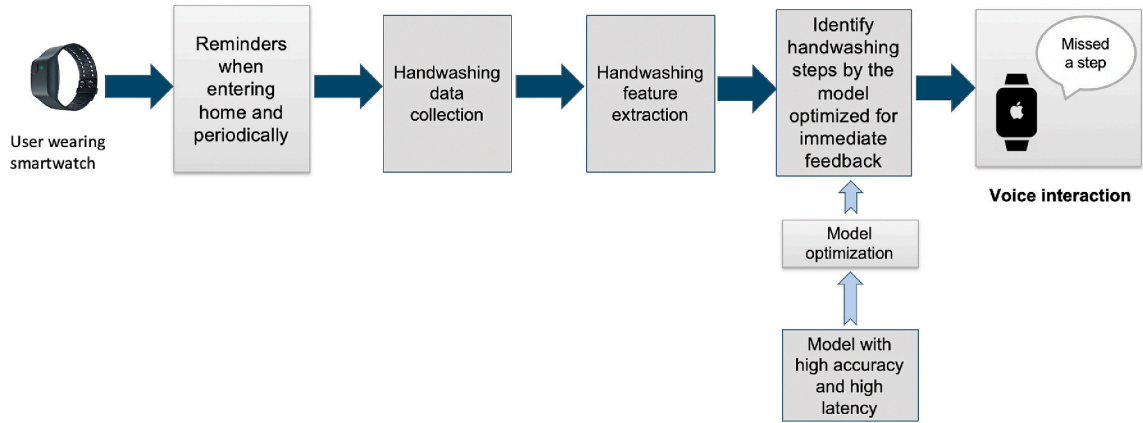 User wearing
smartwatch
Reminders
when
entering
home and
periodically
Handwashing
data
collection
Handwashing
feature
extraction
Identify
handwashing
steps by the
model
optimized for
immediate
feedback
Missed
a step
Voice interaction
Model
optimization
Model with
high accuracy
and high
latency